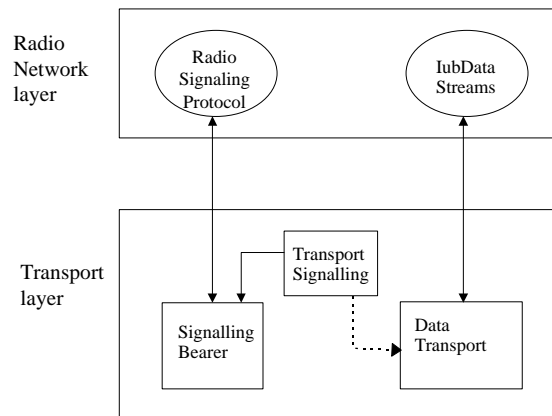 Radio
Network
layer
Radio
Signaling
Protocol
IubData
Streams
Transport
layer
Transport
Signalling
Signalling
Bearer
Data
Transport